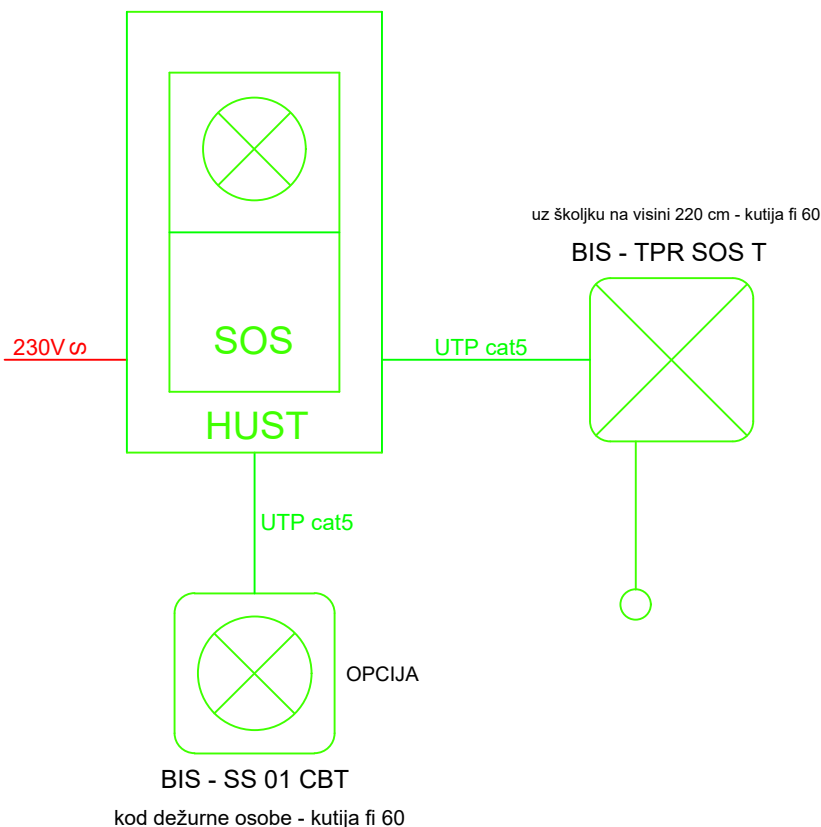 uz školjku na visini 220 cm - kutija fi 60
BIS - TPR SOS T
SOS
230V
UTP cat5
HUST
UTP cat5
OPCIJA
BIS - SS 01 CBT
kod dežurne osobe - kutija fi 60